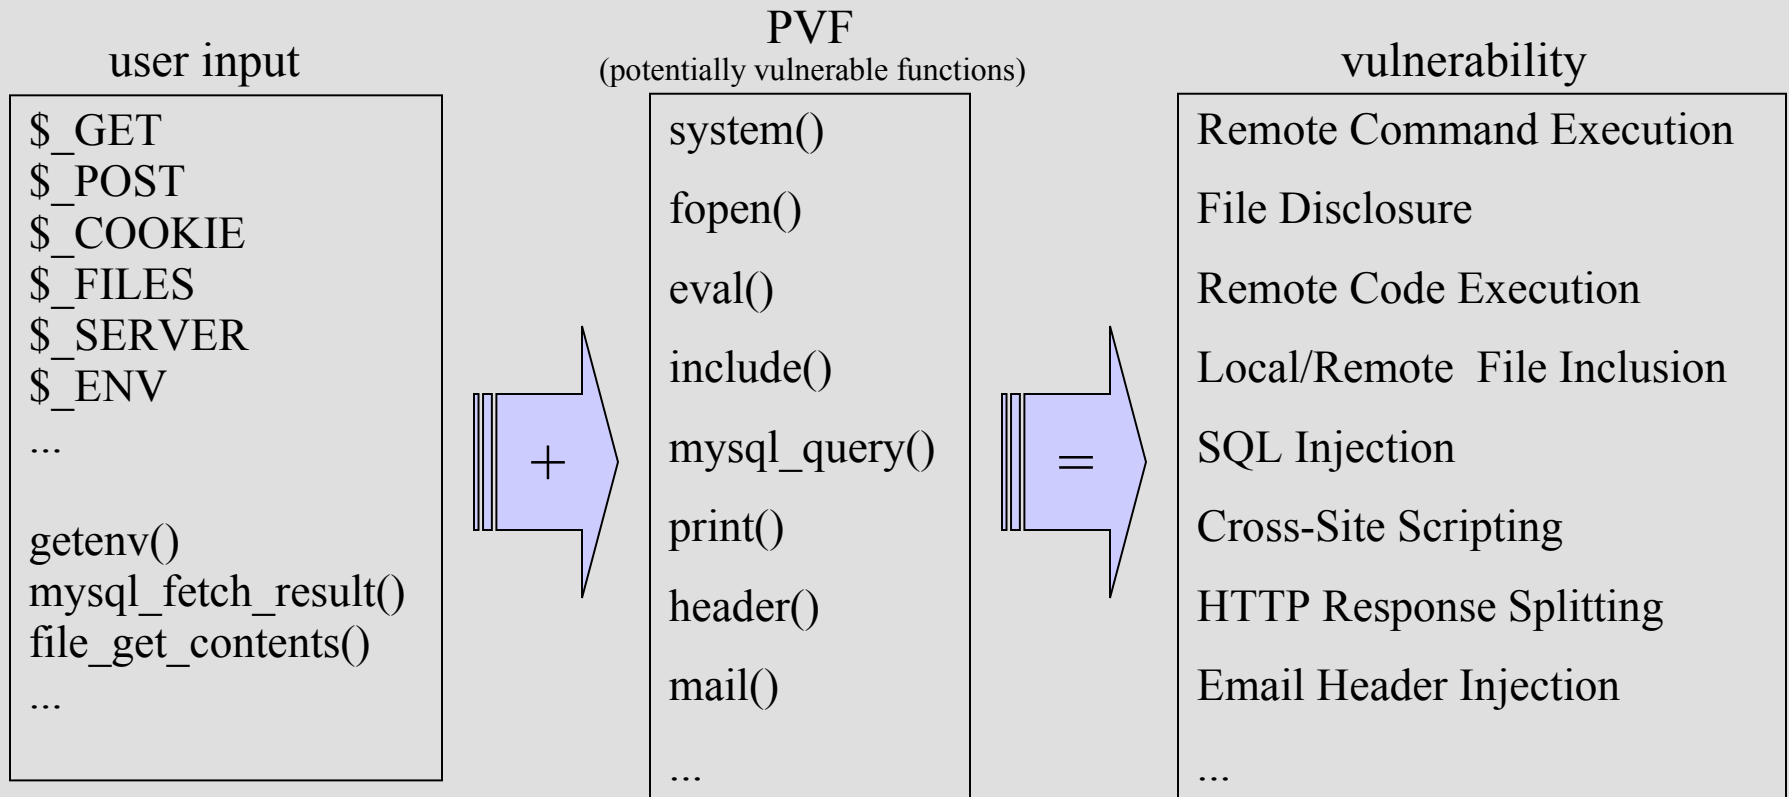 user input
$_GET
$_POST
$_COOKIE
$_FILES
$_SERVER
$_ENV
...
getenv()
mysql_fetch_result()
file_get_contents()
...
+
PVF
(potentially vulnerable functions)
system()
fopen()
eval()
include()
mysql_query()
print()
header()
mail()
...
=
vulnerability
Remote Command Execution
File Disclosure
Remote Code Execution
Local/Remote  File Inclusion
SQL Injection
Cross-Site Scripting
HTTP Response Splitting
Email Header Injection
...